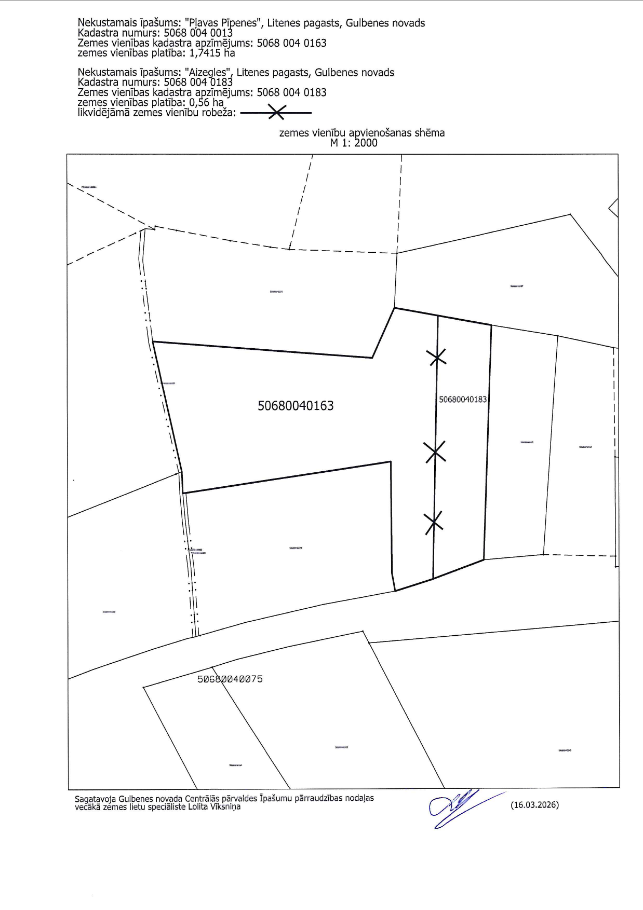 Nekustamais īpašums: "Pļavas Pīpenes", Litenes pagasts, Gulbenes novads
Kadastra numurs: 5068 004 0013
Zemes vienības kadastra apzīmējums: 5068 004 0163
zemes vienības platība: 1,7415 ha
Nekustamais īpašums: "Aizegles", Litenes pagasts, Gulbenes novads
Kadastra numurs: 5068 004 0183
Zemes vienības kadastra apzīmējums: 5068 004 0183
zemes vienības platība: 0,56 ha
likvidējāmā zemes vienību robeža:
zemes vienību apvienošanas shēma
M 1: 2000
50680040183
50680040163
50680040075
Sagatavoja Gulbenes novada Centrālās pārvaldes Īpašumu pārraudzības nodaļas
vecākā zemes lietu speciāliste Lolita Vīksniņa
(16.03.2026)